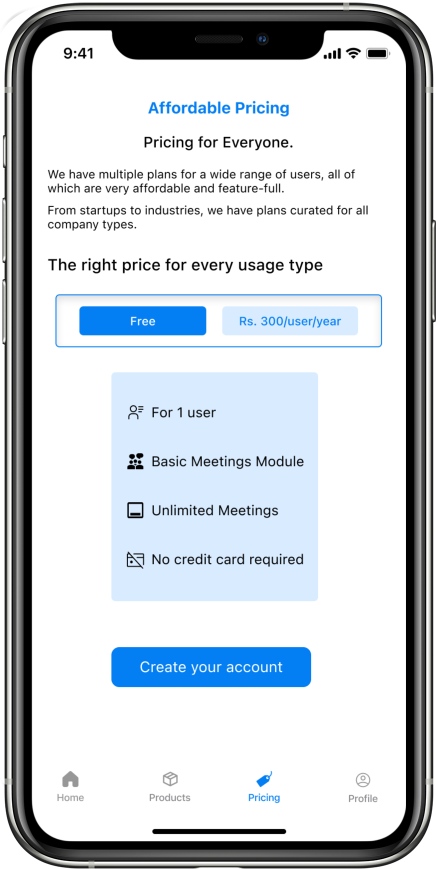 9:41
Affordable Pricing
Pricing for Everyone.
We have multiple plans for a wide range of users, all of
which are very affordable and feature-full.
From startups to industries, we have plans curated for all
company types.
The right price for every usage type
Free
Rs. 300/user/year
For 1 user
Basic Meetings Module
Unlimited Meetings
No credit card required
Create your account
Home
Products
Pricing
Profile